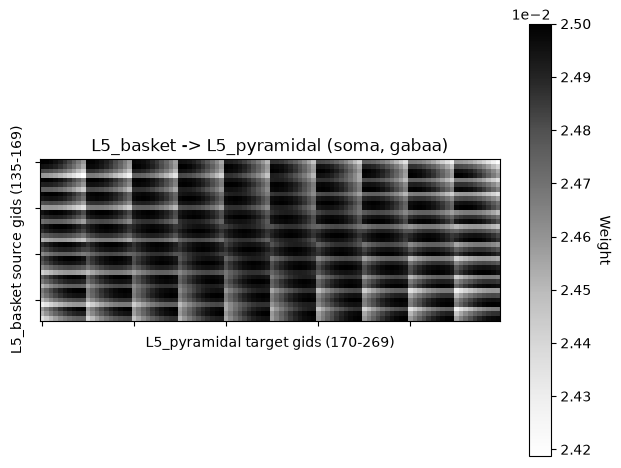 1e−2
L5_basket -> L5_pyramidal (soma, gabaa)
L5_basket source gids (135-169)
L5_pyramidal target gids (170-269)
2.50
2.49
2.48
2.47
2.46
2.45
2.44
2.43
2.42
Weight